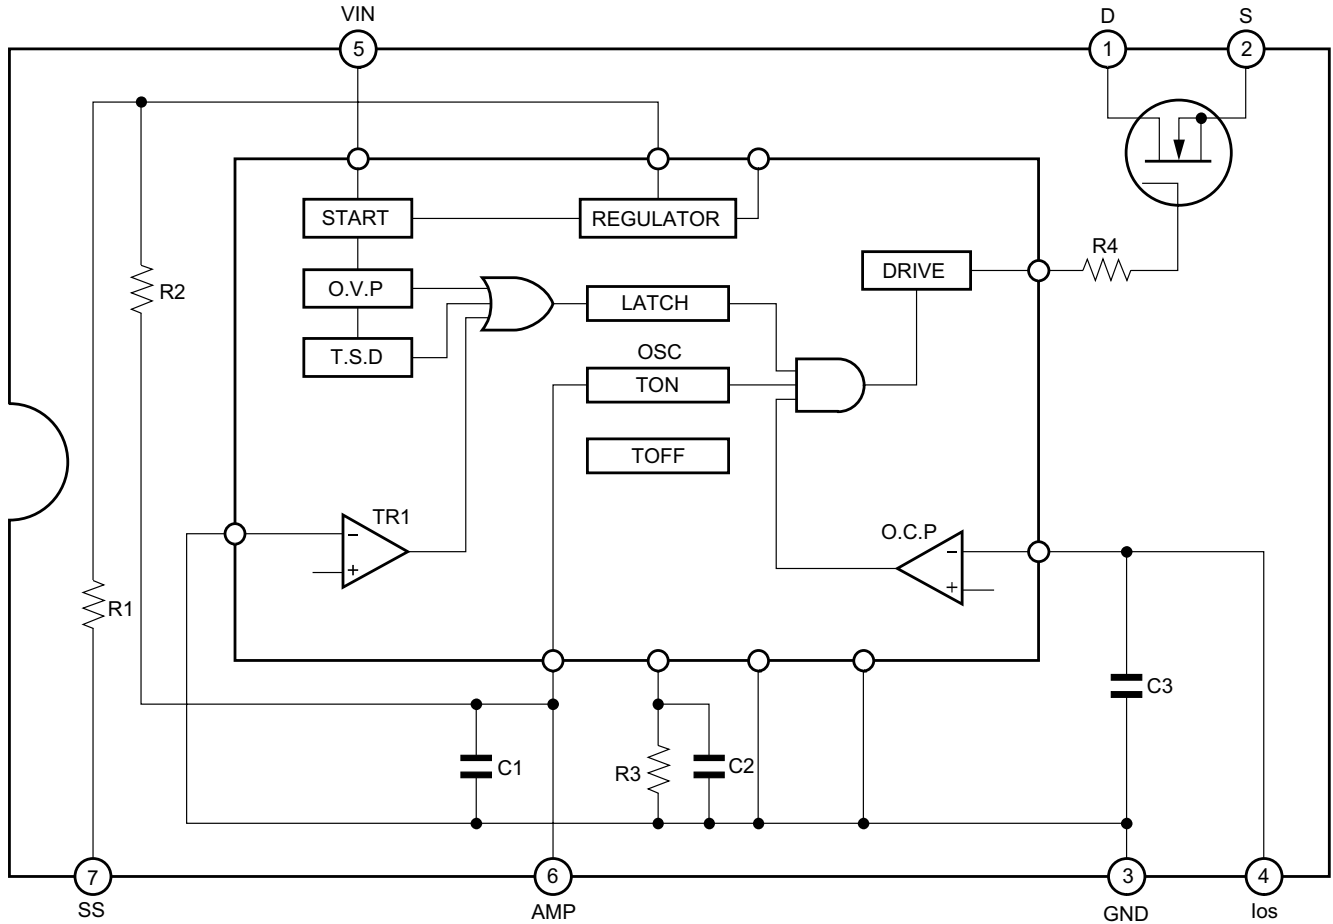 VIN
D
S
5
1
2
START
REGULATOR
R4
O.V.P
DRIVE
R2
LATCH
T.S.D
OSC
TON
TOFF
TR1
−
+
O.C.P
−
+
R1
C3
C1
R3
C2
7
6
3
4
SS
AMP
GND
Ios